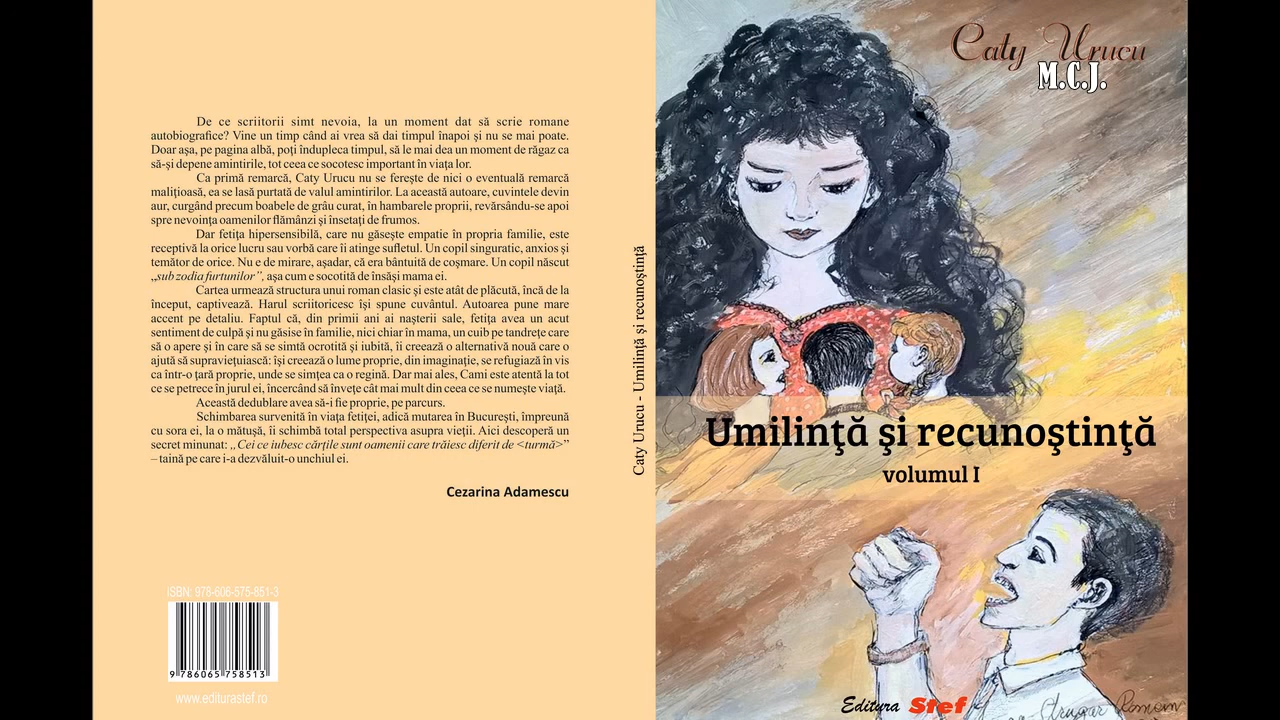 De ce scriitorii simt nevoia, la un moment dat să scrie romane
autobiografice? Vine un timp când ai vrea să dai timpul înapoi și nu se mai poate.
Doar așa, pe pagina albă, poți îndupleca timpul, să le mai dea un moment de răgaz ca
să-și depene amintirile, tot ceea ce socotesc important în viața lor.
Ca primă remarcă, Caty Urucu nu se ferește de nici o eventuală remarcă
malițioasă, ea se lasă purtată de valul amintirilor. La această autoare, cuvintele devin
aur, curgând precum boabele de grâu curat, în hambarele proprii, revărsându-se apoi
spre nevoința oamenilor flămânzi și însetați de frumos.
Dar fetița hipersensibilă, care nu găsește empatie în propria familie, este
receptivă la orice lucru sau vorbă care îi atinge sufletul. Un copil singuratic, anxios și
temător de orice. Nu e de mirare, așadar, că era bântuită de coșmare. Un copil născut
„sub zodia furtunilor”, așa cum e socotită de însăși mama ei.
Cartea urmează structura unui roman clasic și este atât de plăcută, încă de la
început, captivează. Harul scriitoricesc își spune cuvântul. Autoarea pune mare
accent pe detaliu. Faptul că, din primii ani ai nașterii sale, fetița avea un acut
sentiment de culpă și nu găsise în familie, nici chiar în mama, un cuib pe tandrețe care
să o apere și în care să se simtă ocrotită și iubită, îi creează o alternativă nouă care o
ajută să supraviețuiască: își creează o lume proprie, din imaginație, se refugiază în vis
ca într-o țară proprie, unde se simțea ca o regină. Dar mai ales, Cami este atentă la tot
ce se petrece în jurul ei, încercând să învețe cât mai mult din ceea ce se numește viață.
Această dedublare avea să-i fie proprie, pe parcurs.
Schimbarea survenită în viața fetiței, adică mutarea în București, împreună
cu sora ei, la o mătușă, îi schimbă total perspectiva asupra vieții. Aici descoperă un
secret minunat: „Cei ce iubesc cărțile sunt oamenii care trăiesc diferit de <turmă>”
– taină pe care i-a dezvăluit-o unchiul ei.
Cezarina Adamescu
ISBN: 978-606-575-851-3
9 786065 758513
www.editurastef.ro
Caty Urucu - Umilinţă şi recunoştinţă
Caty Urucu
M.C.J.
Umilinţă şi recunoştinţă
volumul I
Editura Stef